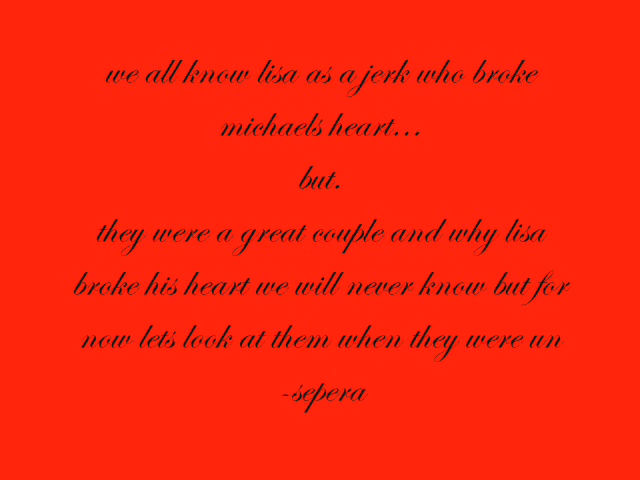 we all know lisa as a jerk who broke
michaels heart...
but.
they were a great couple and why lisa
broke his heart we will never know but for
now lets look at them when they were un
-sepera